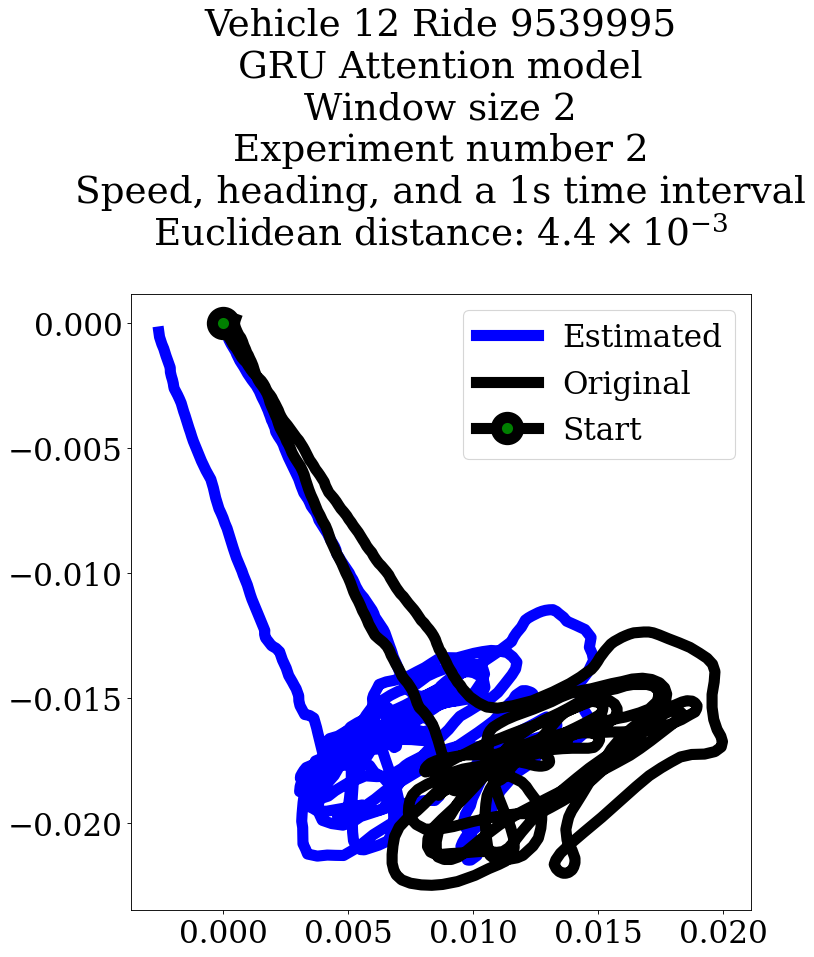 Vehicle 12 Ride 9539995
GRU Attention model
Window size 2
Experiment number 2
Speed, heading, and a 1s time interval
Euclidean distance: 4.4 × 10⁻³
Estimated
Original
Start
0.000
−0.005
−0.010
−0.015
−0.020
0.000 0.005 0.010 0.015 0.020